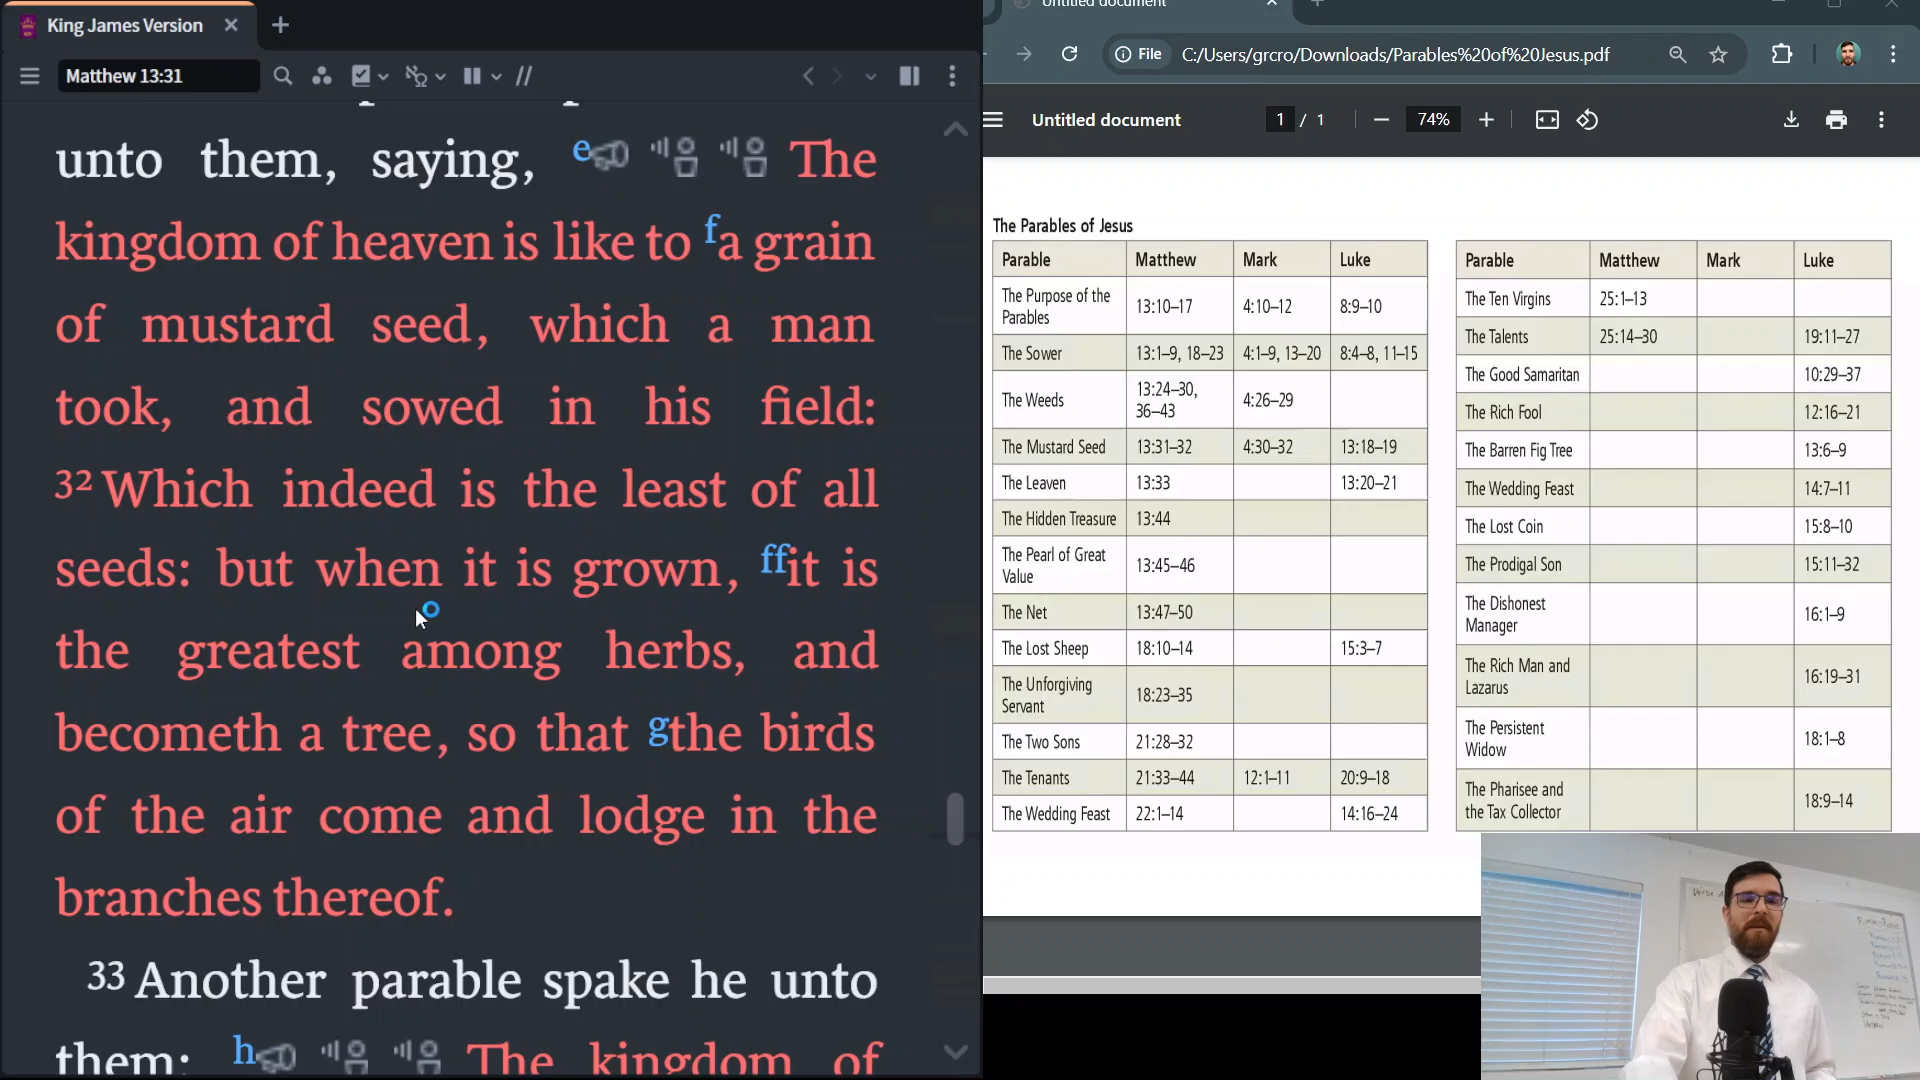 King James Version
Matthew 13:31
unto them, saying, e The
kingdom of heaven is like to f a grain
of mustard seed, which a man
took, and sowed in his field:
32 Which indeed is the least of all
seeds: but when it is grown, ff it is
the greatest among herbs, and
becometh a tree, so that g the birds
of the air come and lodge in the
branches thereof.
33 Another parable spake he unto
them: h The kingdom of
Untitled document
File C:/Users/grcro/Downloads/Parables%20of%20Jesus.pdf
Untitled document 1 / 1 74%
The Parables of Jesus
Parable Matthew Mark Luke
The Purpose of the
Parables 13:10–17 4:10–12 8:9–10
The Sower 13:1–9, 18–23 4:1–9, 13–20 8:4–8, 11–15
The Weeds 13:24–30,
36–43 4:26–29
The Mustard Seed 13:31–32 4:30–32 13:18–19
The Leaven 13:33 13:20–21
The Hidden Treasure 13:44
The Pearl of Great
Value 13:45–46
The Net 13:47–50
The Lost Sheep 18:10–14 15:3–7
The Unforgiving
Servant 18:23–35
The Two Sons 21:28–32
The Tenants 21:33–44 12:1–11 20:9–18
The Wedding Feast 22:1–14 14:16–24
Parable Matthew Mark Luke
The Ten Virgins 25:1–13
The Talents 25:14–30 19:11–27
The Good Samaritan 10:29–37
The Rich Fool 12:16–21
The Barren Fig Tree 13:6–9
The Wedding Feast 14:7–11
The Lost Coin 15:8–10
The Prodigal Son 15:11–32
The Dishonest
Manager 16:1–9
The Rich Man and
Lazarus 16:19–31
The Persistent
Widow 18:1–8
The Pharisee and
the Tax Collector 18:9–14